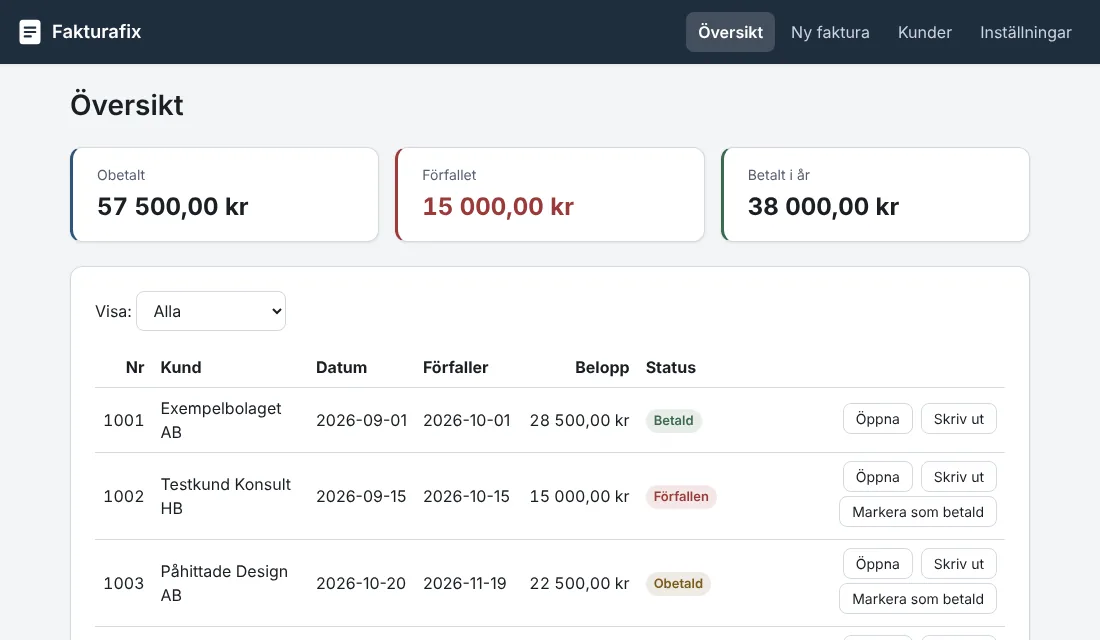 Fakturafix
Översikt Ny faktura Kunder Inställningar
Översikt
Obetalt
57 500,00 kr
Förfallet
15 000,00 kr
Betalt i år
38 000,00 kr
Visa: Alla
Nr Kund Datum Förfaller Belopp Status
1001 Exempelbolaget AB 2026-09-01 2026-10-01 28 500,00 kr Betald Öppna Skriv ut
1002 Testkund Konsult HB 2026-09-15 2026-10-15 15 000,00 kr Förfallen Öppna Skriv ut
Markera som betald
1003 Påhittade Design AB 2026-10-20 2026-11-19 22 500,00 kr Obetald Öppna Skriv ut
Markera som betald